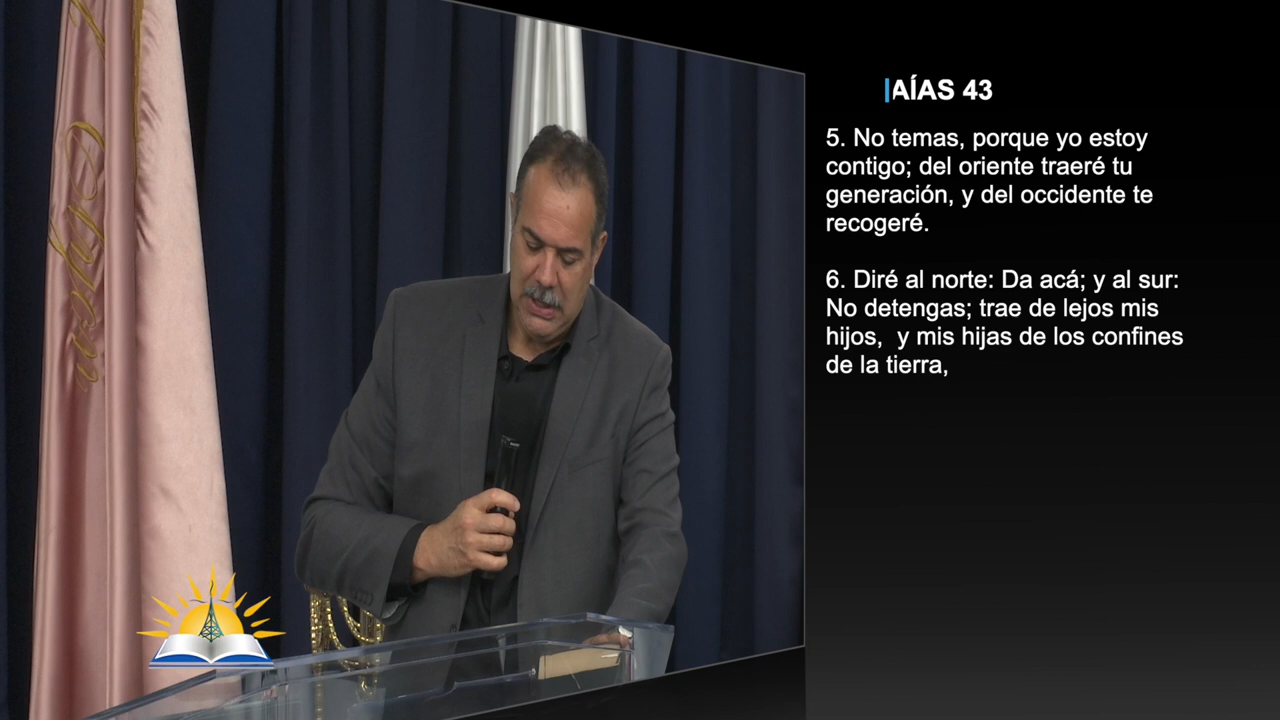 AÍAS 43
5. No temas, porque yo estoy
contigo; del oriente traeré tu
generación, y del occidente te
recogeré.
6. Diré al norte: Da acá; y al sur:
No detengas; trae de lejos mis
hijos,  y mis hijas de los confines
de la tierra,